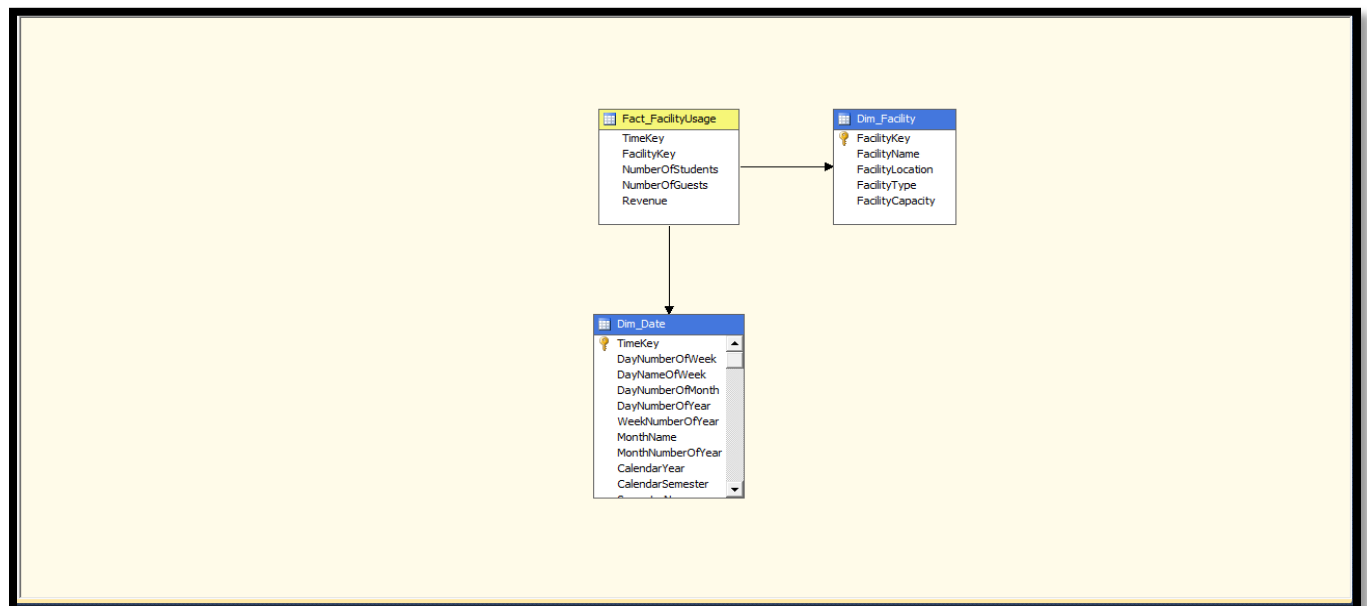 Fact_FacilityUsage
TimeKey
FacilityKey
NumberOfStudents
NumberOfGuests
Revenue
Dim_Facility
FacilityKey
FacilityName
FacilityLocation
FacilityType
FacilityCapacity
Dim_Date
TimeKey
DayNumberOfWeek
DayNameOfWeek
DayNumberOfMonth
DayNumberOfYear
WeekNumberOfYear
MonthName
MonthNumberOfYear
CalendarYear
CalendarSemester